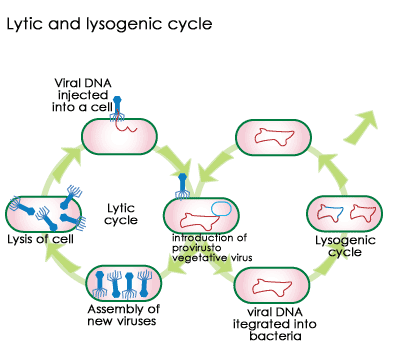 Lytic and lysogenic cycle
Viral DNA
injected
into a cell
Lytic
cycle
Lysis of cell
introduction of
provirusto
vegetative virus
Lysogenic
cycle
Assembly of
new viruses
viral DNA
itegrated into
bacteria